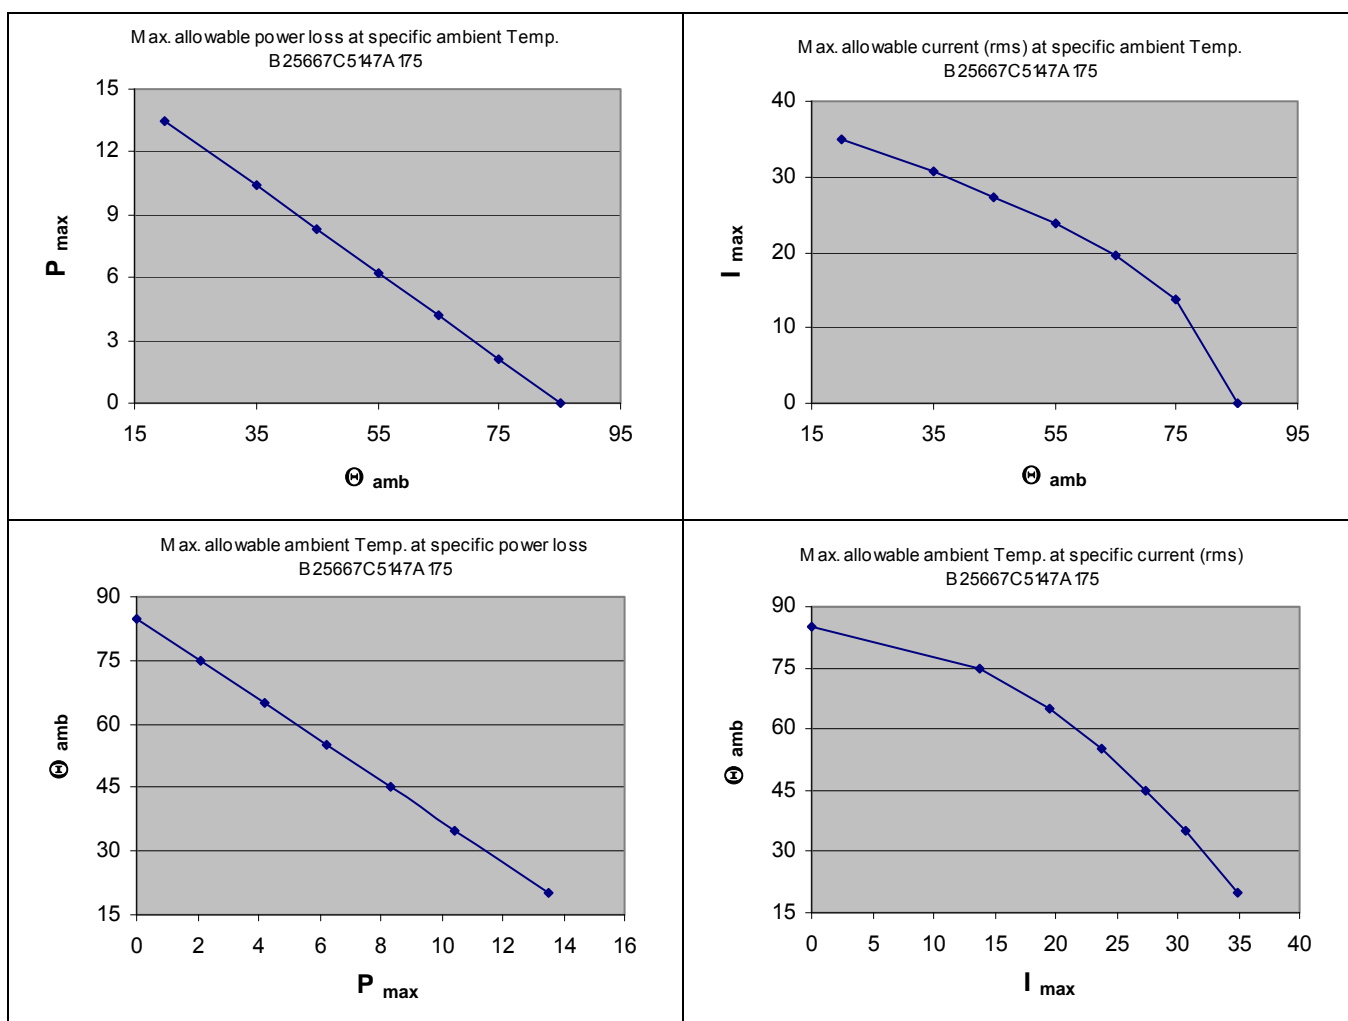 Max. allowable power loss at specific ambient Temp.
B25667C5147A175
15
12
9
6
3
0
15 35 55 75 95
P max
Θ amb
Max. allowable current (rms) at specific ambient Temp.
B25667C5147A175
40
30
20
10
0
15 35 55 75 95
I max
Θ amb
Max. allowable ambient Temp. at specific power loss
B25667C5147A175
90
75
60
45
30
15
0 2 4 6 8 10 12 14 16
Θ amb
P max
Max. allowable ambient Temp. at specific current (rms)
B25667C5147A175
90
75
60
45
30
15
0 5 10 15 20 25 30 35 40
Θ amb
I max